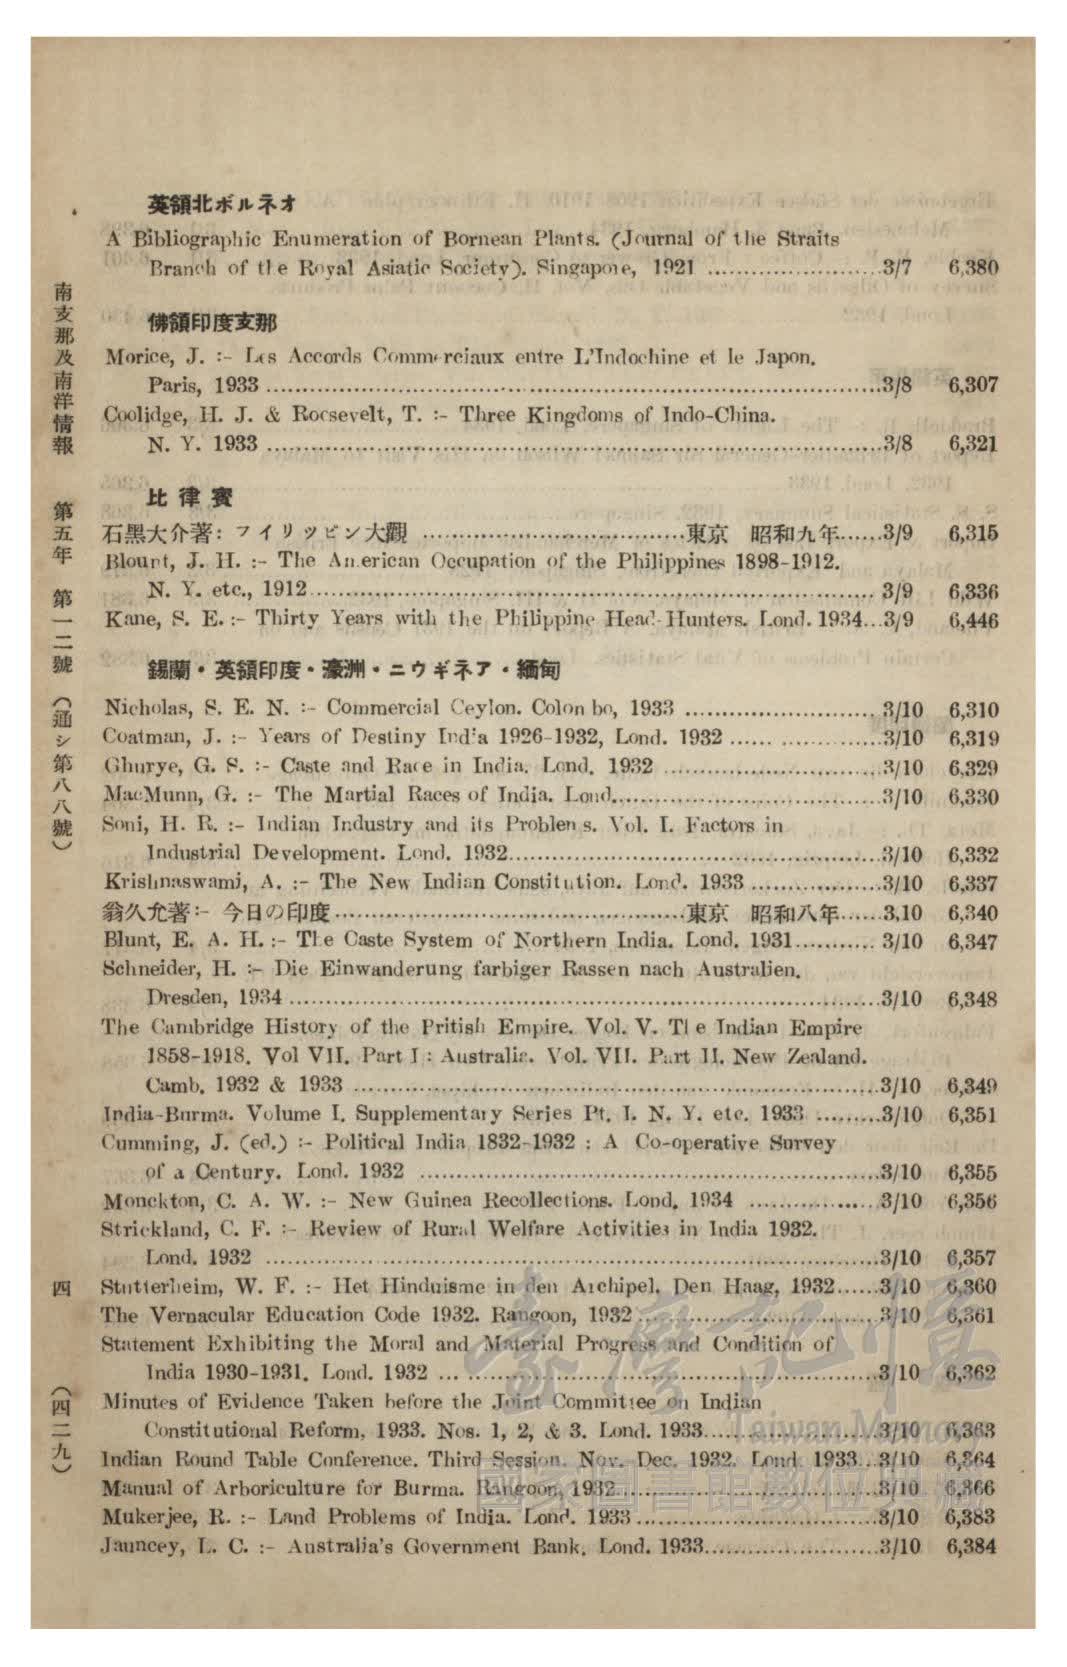 英領北ボルネオ
A Bibliographic Enumeration of Bornean Plants. (Journal of the Straits
Branch of the Royal Asiatic Society). Singapore, 1921 ........................3/7 6,380
佛領印度支那
Morice, J. :- Les Accords Commerciaux entre L'Indochine et le Japon.
Paris, 1933 ........................3/8 6,307
Coolidge, H. J. & Roosevelt, T. :- Three Kingdoms of Indo-China.
N. Y. 1933 ........................3/8 6,321
比律賓
石黑大介著: フイリツピン大觀 ........................東京 昭和九年......3/9 6,315
Blount, J. H. :- The American Occupation of the Philippines 1898-1912.
N. Y. etc., 1912........................ 3/9 6,336
Kane, S. E. :- Thirty Years with the Philippine Head-Hunters. Lond. 1934...3/9 6,446
錫蘭・英領印度・濠洲・ニウギネア・緬甸
Nicholas, S. E. N. :- Commercial Ceylon. Colombo, 1933 ........................ 3/10 6,310
Coatman, J. :- Years of Destiny India 1926-1932, Lond. 1932 ........................3/10 6,319
Ghurye, G. S. :- Caste and Race in India. Lond. 1932 ........................3/10 6,329
MacMunn, G. :- The Martial Races of India. Lond.........................3/10 6,330
Soni, H. R. :- Indian Industry and its Problems. Vol. I. Factors in
Industrial Development. Lond. 1932........................3/10 6,332
Krishnaswami, A. :- The New Indian Constitution. Lond. 1933 ..................3/10 6,337
翁久允著:- 今日の印度........................東京 昭和八年......3,10 6,340
Blunt, E. A. H. :- The Caste System of Northern India. Lond. 1931........... 3/10 6,347
Schneider, H. :- Die Einwanderung farbiger Rassen nach Australien.
Dresden, 1934 ........................3/10 6,348
The Cambridge History of the British Empire. Vol. V. The Indian Empire
1858-1918. Vol VII. Part I : Australia. Vol. VII. Part II. New Zealand.
Camb. 1932 & 1933 ........................3/10 6,349
India-Burma. Volume I. Supplementary Series Pt. I. N. Y. etc. 1933 .........3/10 6,351
Cumming, J. (ed.) :- Political India 1832-1932 : A Co-operative Survey
of a Century. Lond. 1932 ........................3/10 6,355
Monckton, C. A. W. :- New Guinea Recollections. Lond. 1934 ..................3/10 6,356
Strickland, C. F. :- Review of Rural Welfare Activities in India 1932.
Lond. 1932 ........................3/10 6,357
Stutterheim, W. F. :- Het Hinduisme in den Archipel. Den Haag, 1932......3/10 6,360
The Vernacular Education Code 1932. Rangoon, 1932 ........................3/10 6,361
Statement Exhibiting the Moral and Material Progress and Condition of
India 1930-1931. Lond. 1932 ........................3/10 6,362
Minutes of Evidence Taken before the Joint Committee on Indian
Constitutional Reform, 1933. Nos. 1, 2, & 3. Lond. 1933........................3/10 6,363
Indian Round Table Conference. Third Session. Nov. Dec. 1932. Lond. 1933...3/10 6,364
Manual of Arboriculture for Burma. Rangoon, 1932........................3/10 6,366
Mukerjee, R. :- Land Problems of India. Lond. 1933........................3/10 6,383
Jauncey, L. C. :- Australia's Government Bank. Lond. 1933........................3/10 6,384
南支那及南洋情報 第五年 第一二號 (通シ第八八號) 四 (四二九)
臺灣記憶
Taiwan Memory
國家圖書館數位典藏